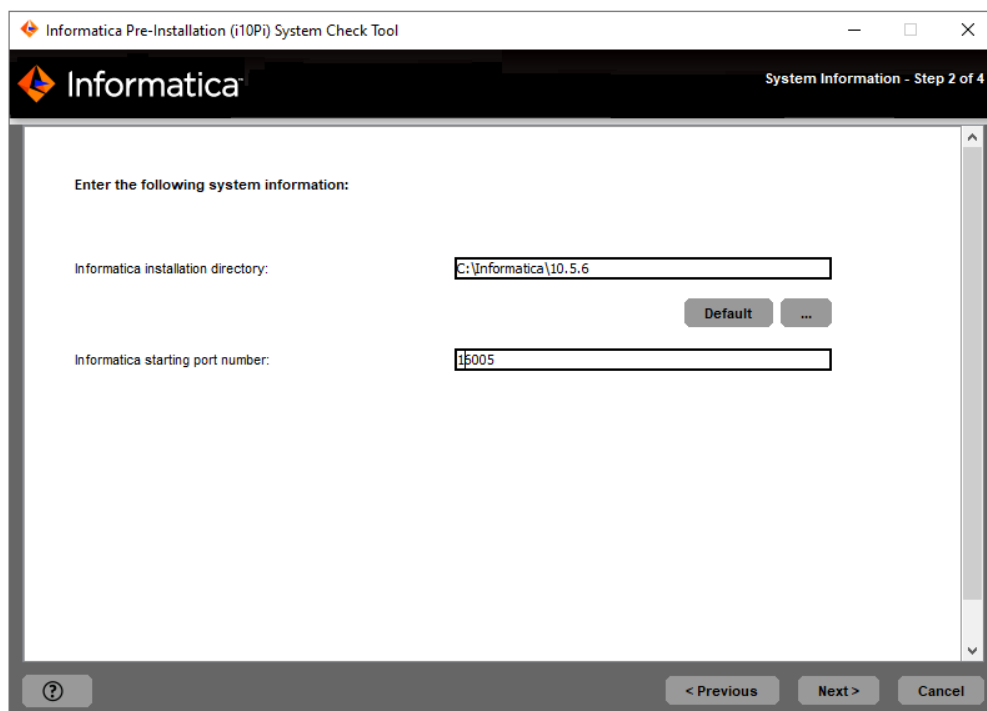 Informatica Pre-Installation (i10Pi) System Check Tool
Informatica
System Information - Step 2 of 4
Enter the following system information:
Informatica installation directory:
C:\Informatica\10.5.6
Default
...
Informatica starting port number:
16005
?
< Previous
Next >
Cancel